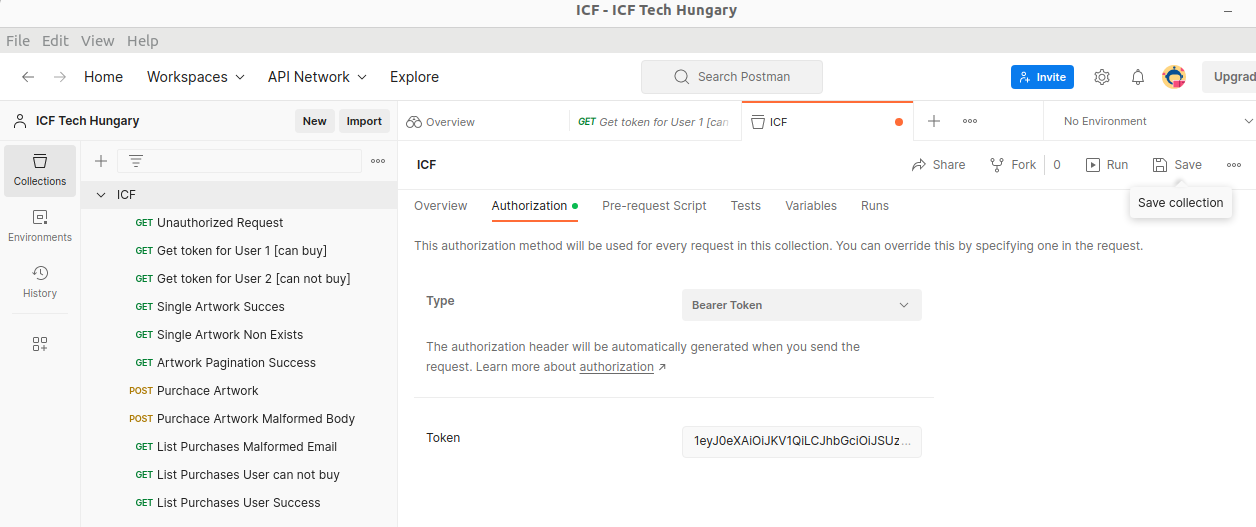 ICF - ICF Tech Hungary
File Edit View Help
Home Workspaces API Network Explore Search Postman Invite Upgrad
ICF Tech Hungary New Import Overview GET Get token for User 1 [can ICF No Environment
Collections
Environments
History
ICF
GET Unauthorized Request
GET Get token for User 1 [can buy]
GET Get token for User 2 [can not buy]
GET Single Artwork Succes
GET Single Artwork Non Exists
GET Artwork Pagination Success
POST Purchace Artwork
POST Purchace Artwork Malformed Body
GET List Purchases Malformed Email
GET List Purchases User can not buy
GET List Purchases User Success
ICF Share Fork 0 Run Save
Save collection
Overview Authorization Pre-request Script Tests Variables Runs
This authorization method will be used for every request in this collection. You can override this by specifying one in the request.
Type Bearer Token
The authorization header will be automatically generated when you send the
request. Learn more about authorization ↗
Token 1eyJ0eXAiOiJKV1QiLCJhbGciOiJSUz...